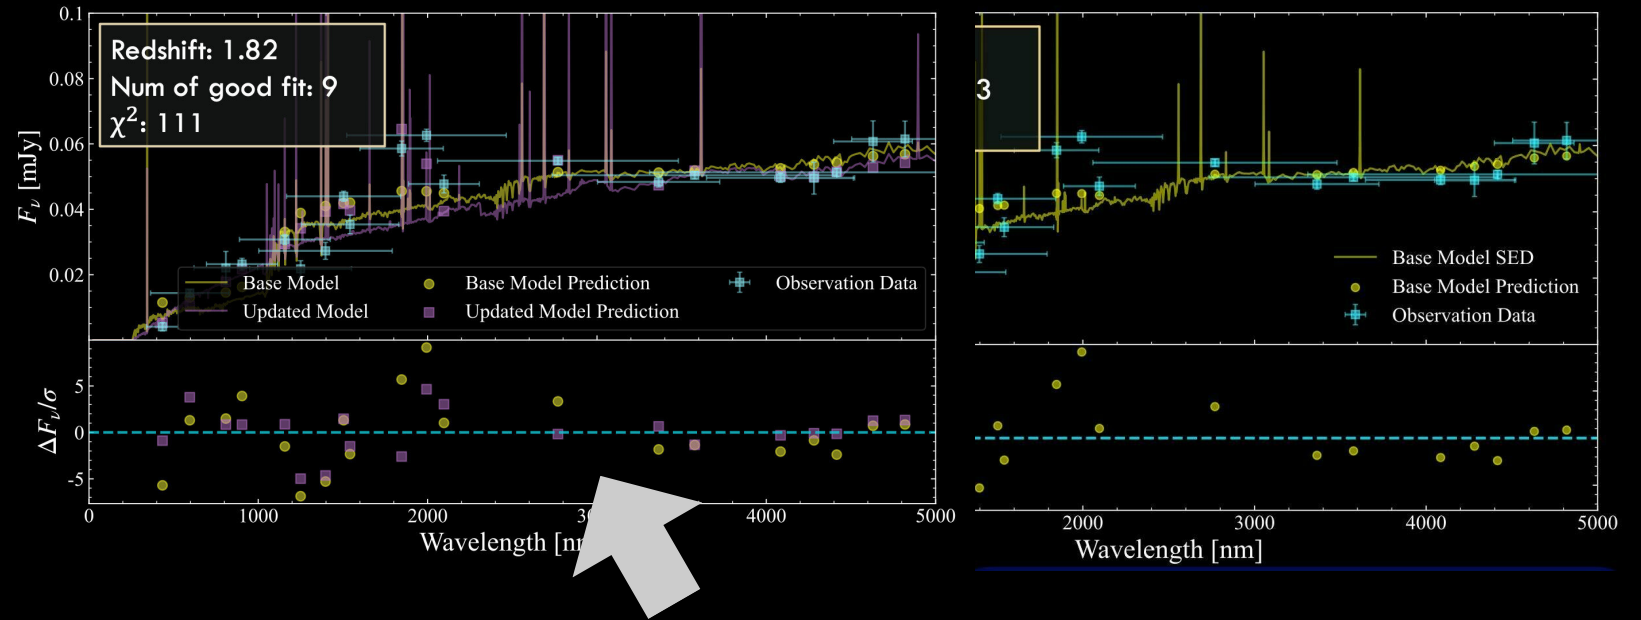 0.1
0.08
0.06
0.04
0.02
Fν [mJy]
Redshift: 1.82
Num of good fit: 9
χ²: 111
Base Model
Updated Model
Base Model Prediction
Updated Model Prediction
Observation Data
5
0
-5
ΔFν/σ
0 1000 2000 4000 5000
Wavelength
3
Base Model SED
Base Model Prediction
Observation Data
2000 3000 4000 5000
Wavelength [nm]